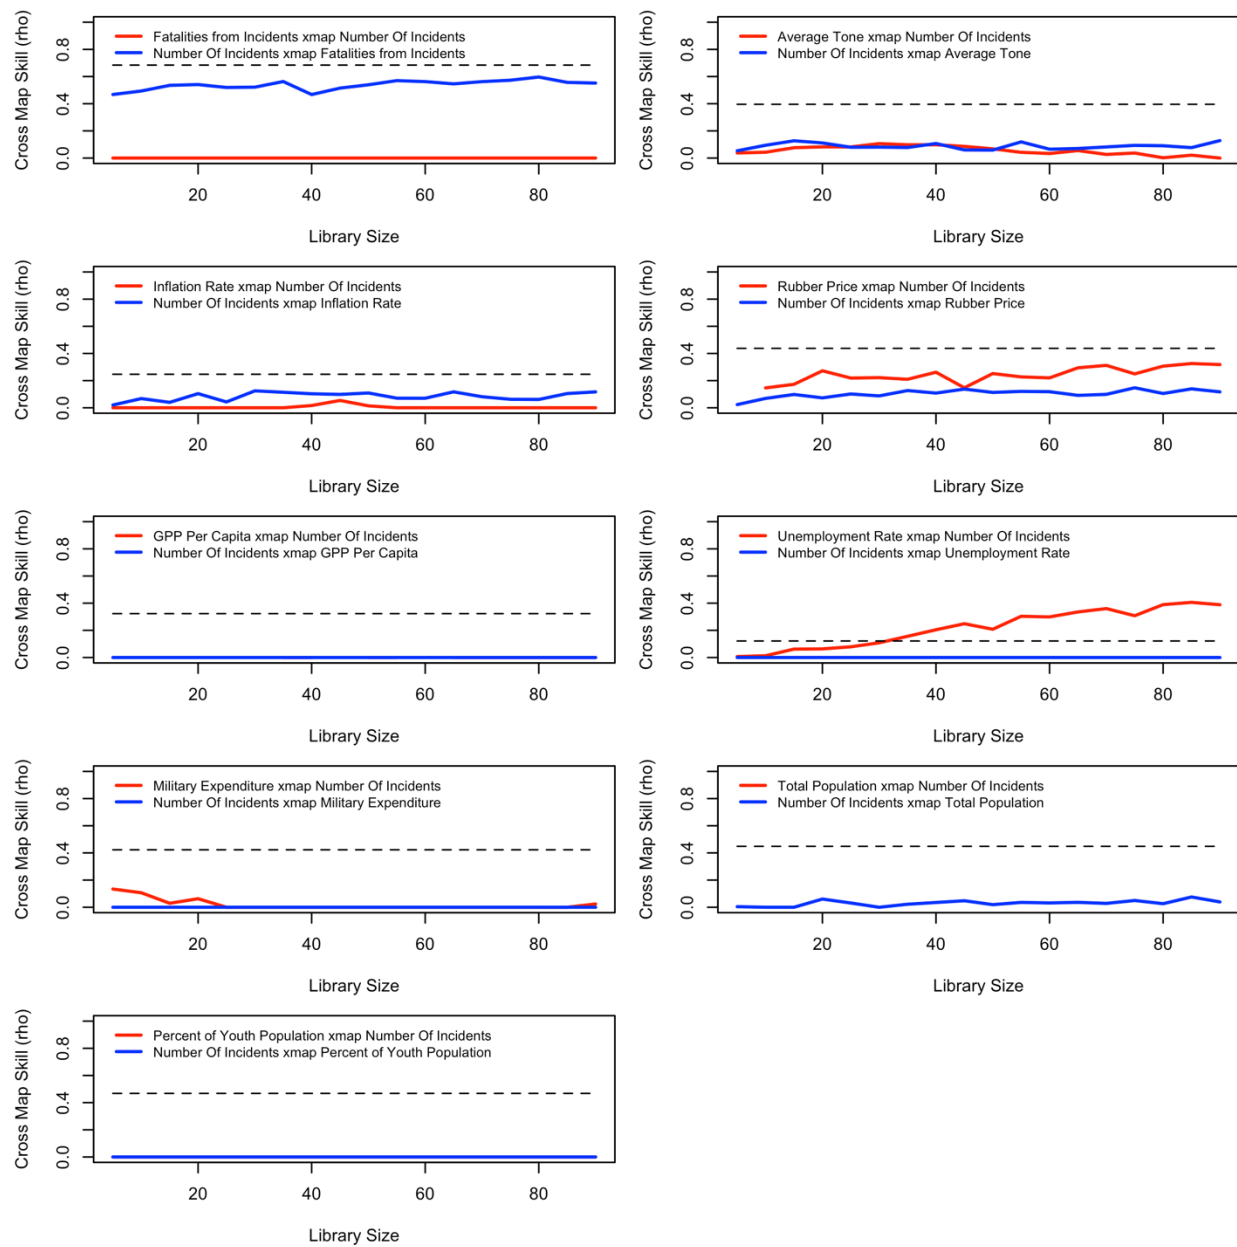 Fatalities from Incidents xmap Number Of Incidents
Number Of Incidents xmap Fatalities from Incidents
Cross Map Skill (rho)
0.8
0.4
0.0
20 40 60 80
Library Size
Average Tone xmap Number Of Incidents
Number Of Incidents xmap Average Tone
Cross Map Skill (rho)
0.8
0.4
0.0
20 40 60 80
Library Size
Inflation Rate xmap Number Of Incidents
Number Of Incidents xmap Inflation Rate
Cross Map Skill (rho)
0.8
0.4
0.0
20 40 60 80
Library Size
Rubber Price xmap Number Of Incidents
Number Of Incidents xmap Rubber Price
Cross Map Skill (rho)
0.8
0.4
0.0
20 40 60 80
Library Size
GPP Per Capita xmap Number Of Incidents
Number Of Incidents xmap GPP Per Capita
Cross Map Skill (rho)
0.8
0.4
0.0
20 40 60 80
Library Size
Unemployment Rate xmap Number Of Incidents
Number Of Incidents xmap Unemployment Rate
Cross Map Skill (rho)
0.8
0.4
0.0
20 40 60 80
Library Size
Military Expenditure xmap Number Of Incidents
Number Of Incidents xmap Military Expenditure
Cross Map Skill (rho)
0.8
0.4
0.0
20 40 60 80
Library Size
Total Population xmap Number Of Incidents
Number Of Incidents xmap Total Population
Cross Map Skill (rho)
0.8
0.4
0.0
20 40 60 80
Library Size
Percent of Youth Population xmap Number Of Incidents
Number Of Incidents xmap Percent of Youth Population
Cross Map Skill (rho)
0.8
0.4
0.0
20 40 60 80
Library Size